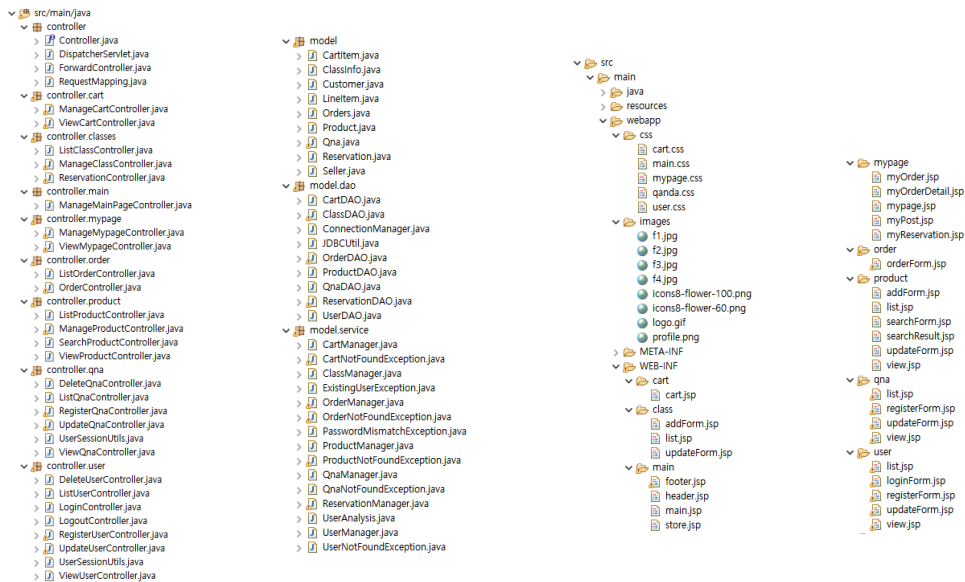 src/main/java
controller
Controller.java
DispatcherServlet.java
ForwardController.java
RequestMapping.java
controller.cart
ManageCartController.java
ViewCartController.java
controller.classes
ListClassController.java
ManageClassController.java
ReservationController.java
controller.main
ManageMainPageController.java
controller.mypage
ManageMypageController.java
ViewMypageController.java
controller.order
ListOrderController.java
OrderController.java
controller.product
ListProductController.java
ManageProductController.java
SearchProductController.java
ViewProductController.java
controller.qna
DeleteQnaController.java
ListQnaController.java
RegisterQnaController.java
UpdateQnaController.java
UserSessionUtils.java
ViewQnaController.java
controller.user
DeleteUserController.java
ListUserController.java
LoginController.java
LogoutController.java
RegisterUserController.java
UpdateUserController.java
UserSessionUtils.java
ViewUserController.java
model
CartItem.java
ClassInfo.java
Customer.java
LineItem.java
Orders.java
Product.java
Qna.java
Reservation.java
Seller.java
model.dao
CartDAO.java
ClassDAO.java
ConnectionManager.java
JDBCUtil.java
OrderDAO.java
ProductDAO.java
QnaDAO.java
ReservationDAO.java
UserDAO.java
model.service
CartManager.java
CartNotFoundException.java
ClassManager.java
ExistingUserException.java
OrderManager.java
OrderNotFoundException.java
PasswordMismatchException.java
ProductManager.java
ProductNotFoundException.java
QnaManager.java
QnaNotFoundException.java
ReservationManager.java
UserAnalysis.java
UserManager.java
UserNotFoundException.java
src
main
java
resources
webapp
css
cart.css
main.css
mypage.css
qanda.css
user.css
images
f1.jpg
f2.jpg
f3.jpg
f4.jpg
icons8-flower-100.png
icons8-flower-60.png
logo.gif
profile.png
META-INF
WEB-INF
cart
cart.jsp
class
addForm.jsp
list.jsp
updateForm.jsp
main
footer.jsp
header.jsp
main.jsp
store.jsp
mypage
myOrder.jsp
myOrderDetail.jsp
mypage.jsp
myPost.jsp
myReservation.jsp
order
orderForm.jsp
product
addForm.jsp
list.jsp
searchForm.jsp
searchResult.jsp
updateForm.jsp
view.jsp
qna
list.jsp
registerForm.jsp
updateForm.jsp
view.jsp
user
list.jsp
loginForm.jsp
registerForm.jsp
updateForm.jsp
view.jsp